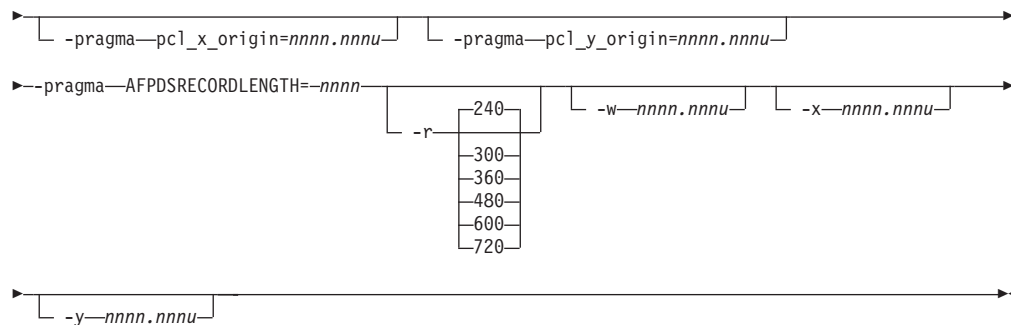 -pragma pcl_x_origin=nnnn.nnnu -pragma pcl_y_origin=nnnn.nnnu
-pragma AFPDSRECORDLENGTH= nnnn -r 240 -w nnnn.nnnu -x nnnn.nnnu
300
360
480
600
720
-y nnnn.nnnu